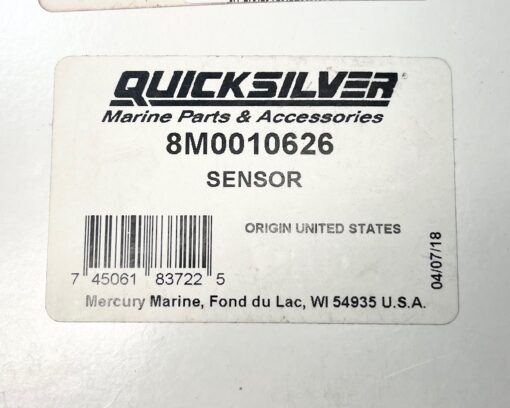 QUICKSILVER®
Marine Parts & Accessories
8M0010626
SENSOR
ORIGIN UNITED STATES
04/07/18
7 45061 83722 5
Mercury Marine, Fond du Lac, WI 54935 U.S.A.